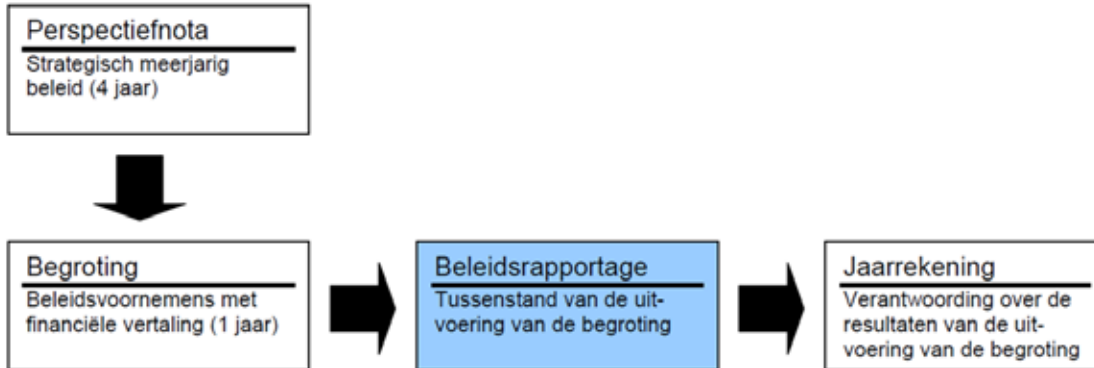 Perspectiefnota
Strategisch meerjarig
beleid (4 jaar)
Begroting
Beleidsvoornemens met
financiële vertaling (1 jaar)
Beleidsrapportage
Tussenstand van de uit-
voering van de begroting
Jaarrekening
Verantwoording over de
resultaten van de uit-
voering van de begroting